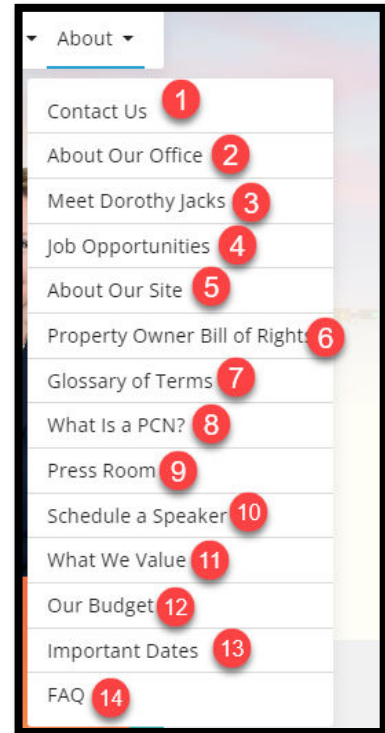 About
Contact Us 1
About Our Office 2
Meet Dorothy Jacks 3
Job Opportunities 4
About Our Site 5
Property Owner Bill of Rights 6
Glossary of Terms 7
What Is a PCN? 8
Press Room 9
Schedule a Speaker 10
What We Value 11
Our Budget 12
Important Dates 13
FAQ 14